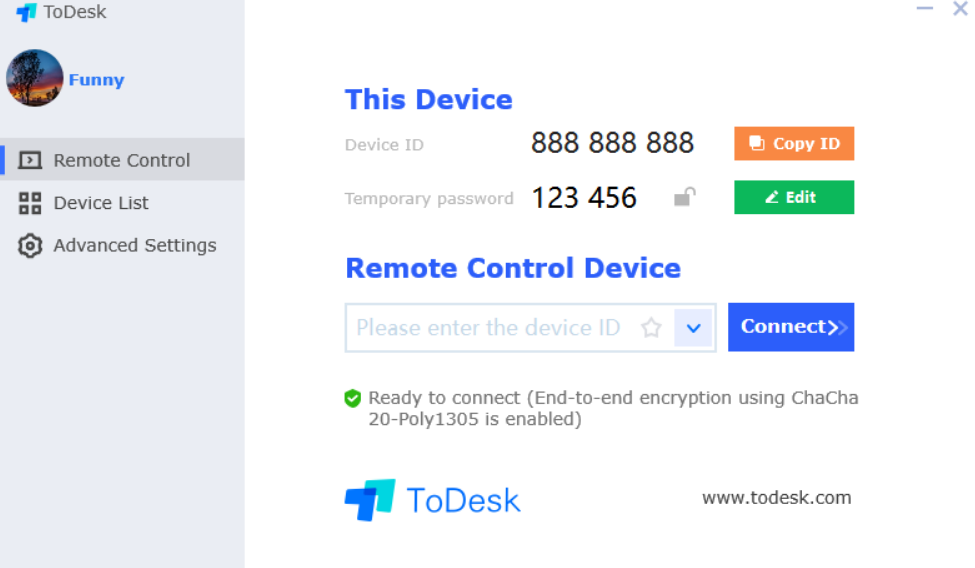 ToDesk
Funny
Remote Control
Device List
Advanced Settings
This Device
Device ID 888 888 888 Copy ID
Temporary password 123 456 Edit
Remote Control Device
Please enter the device ID Connect
Ready to connect (End-to-end encryption using ChaCha
20-Poly1305 is enabled)
ToDesk www.todesk.com